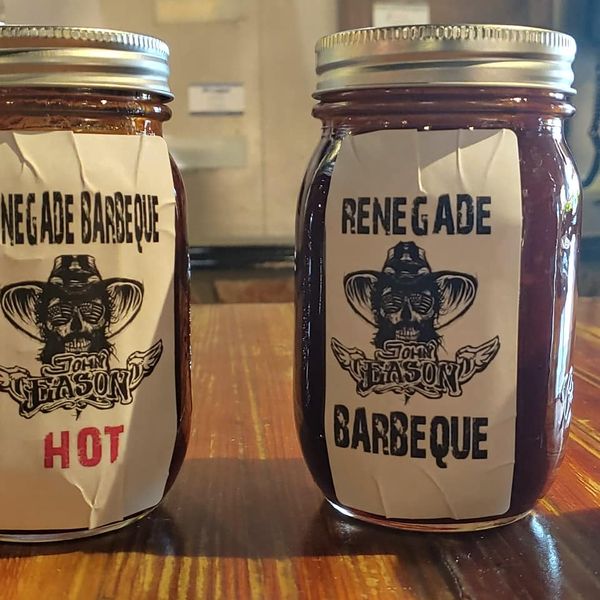 NEGADE BARBEQUE
JOHN
EASON
HOT
RENEGADE
JOHN
EASON
BARBEQUE